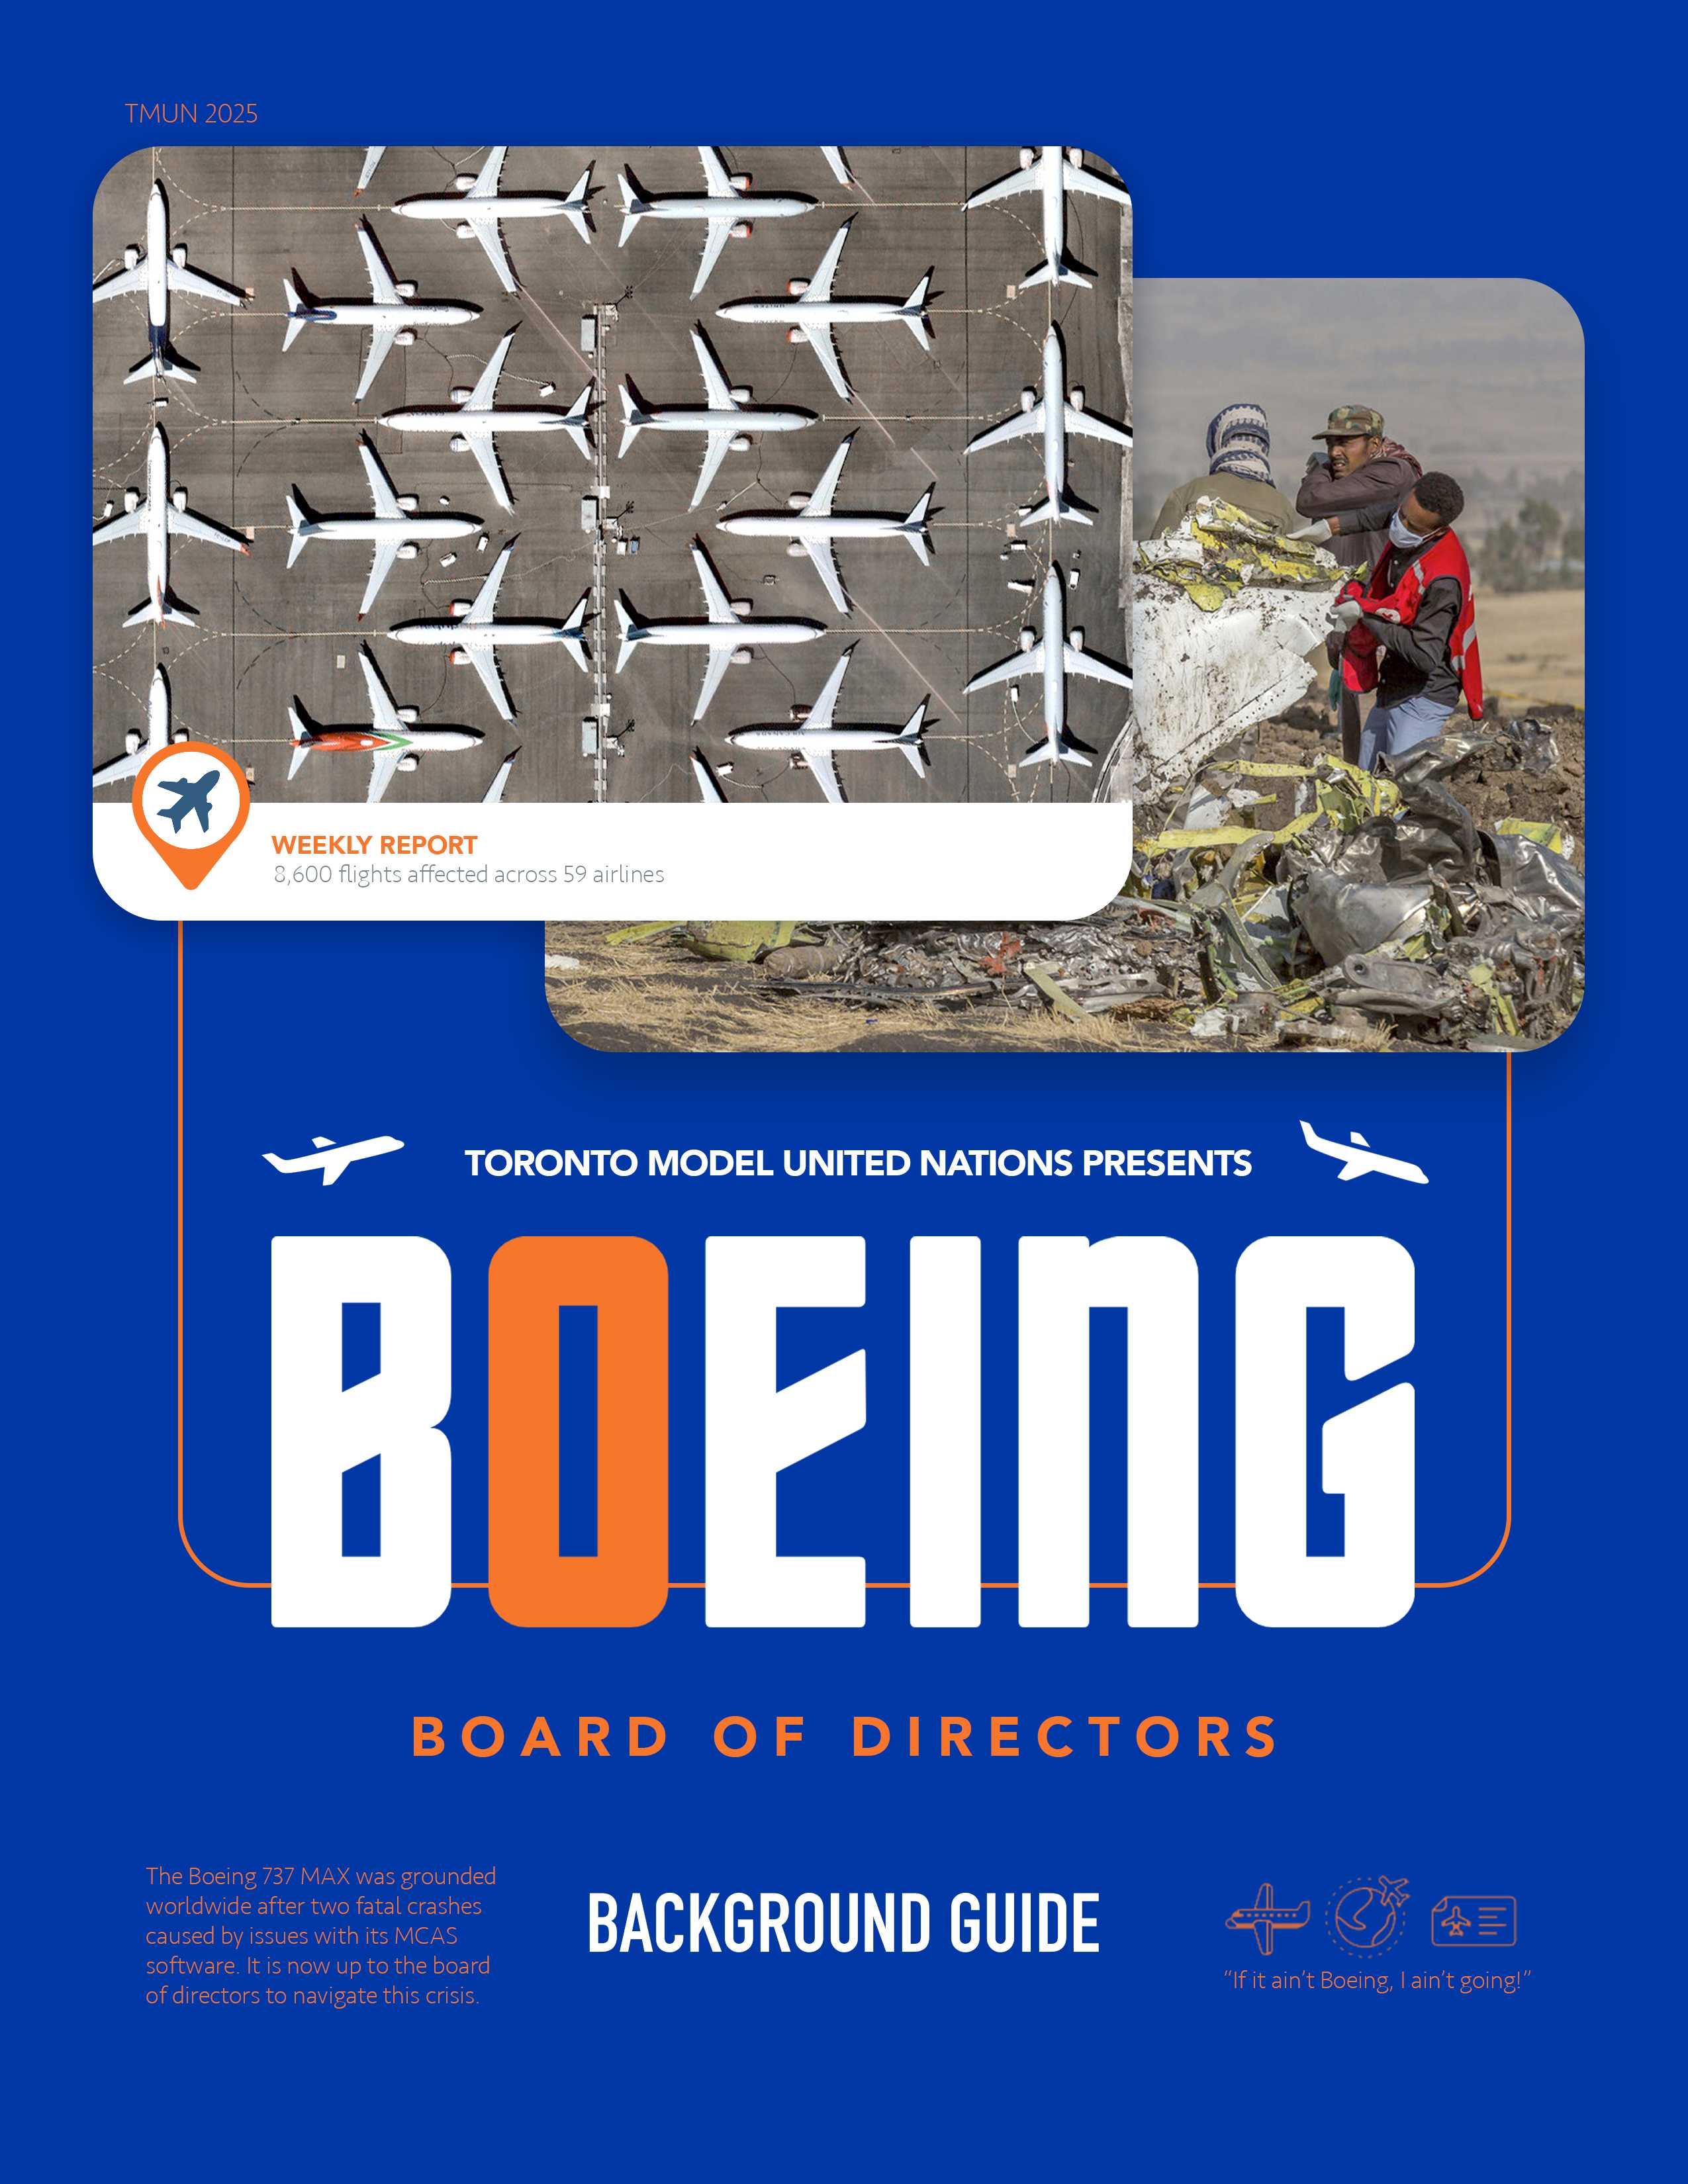 TMUN 2025
WEEKLY REPORT
8,600 flights affected across 59 airlines
TORONTO MODEL UNITED NATIONS PRESENTS
BOEING
BOARD OF DIRECTORS
The Boeing 737 MAX was grounded
worldwide after two fatal crashes
caused by issues with its MCAS
software. It is now up to the board
of directors to navigate this crisis.
BACKGROUND GUIDE
“If it ain’t Boeing, I ain’t going!”